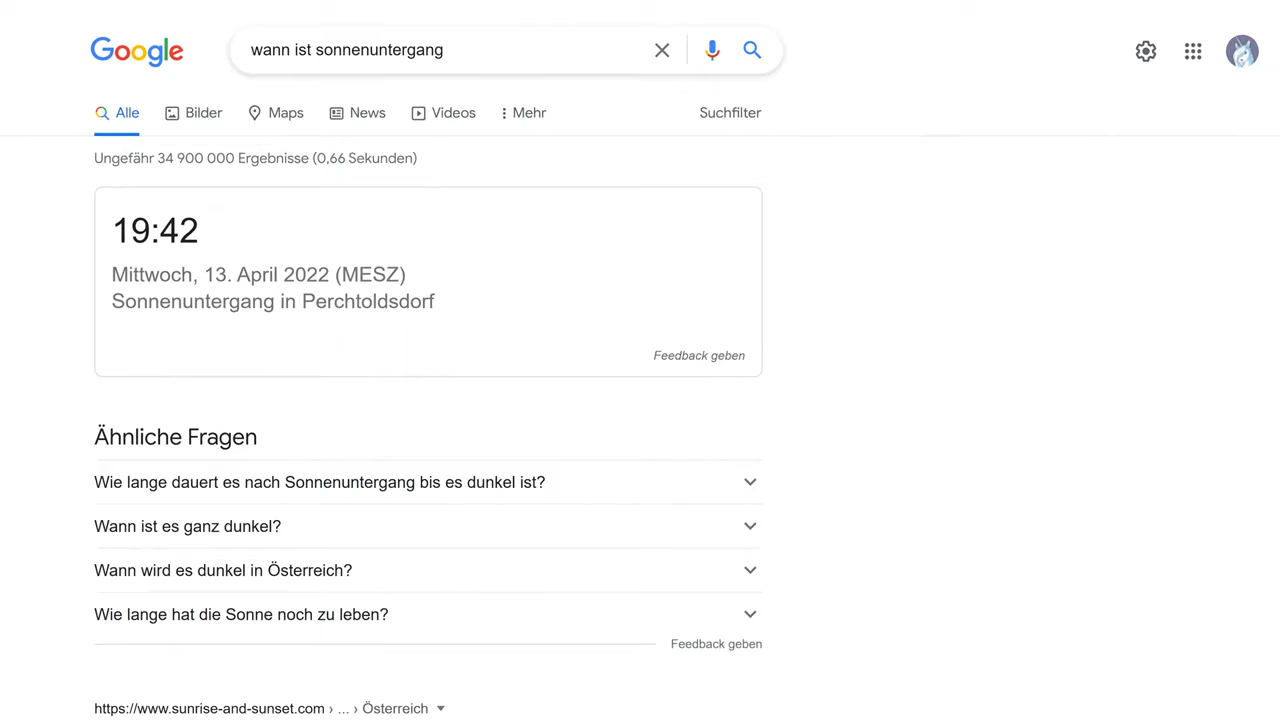 Google
wann ist sonnenuntergang
Alle
Bilder
Maps
News
Videos
Mehr
Suchfilter
Ungefähr 34 900 000 Ergebnisse (0,66 Sekunden)
19:42
Mittwoch, 13. April 2022 (MESZ)
Sonnenuntergang in Perchtoldsdorf
Feedback geben
Ähnliche Fragen
Wie lange dauert es nach Sonnenuntergang bis es dunkel ist?
Wann ist es ganz dunkel?
Wann wird es dunkel in Österreich?
Wie lange hat die Sonne noch zu leben?
Feedback geben
https://www.sunrise-and-sunset.com › ... › Österreich